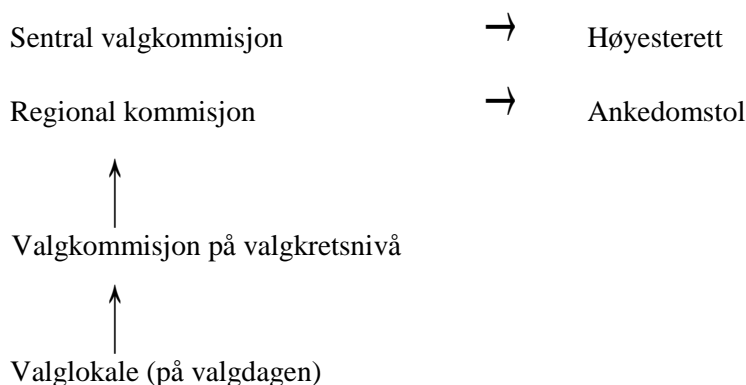 Sentral valgkommisjon → Høyesterett
Regional kommisjon → Ankedomstol
Valgkommisjon på valgkretsnivå
Valglokale (på valgdagen)